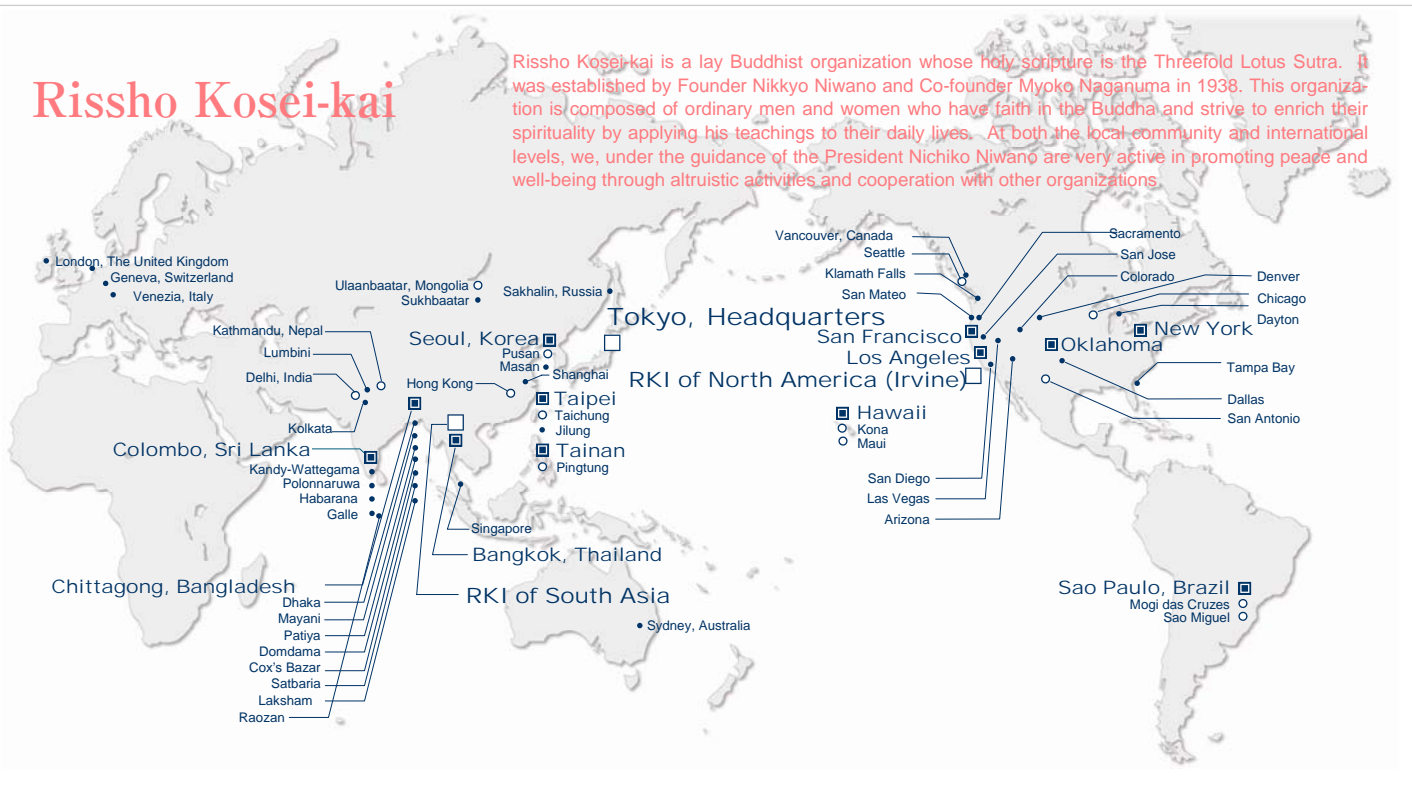 Rissho Kosei-kai
Rissho Kosei-kai is a lay Buddhist organization whose holy scripture is the Threefold Lotus Sutra. It
was established by Founder Nikkyo Niwano and Co-founder Myoko Naganuma in 1938. This organiza-
tion is composed of ordinary men and women who have faith in the Buddha and strive to enrich their
spirituality by applying his teachings to their daily lives. At both the local community and international
levels, we, under the guidance of the President Nichiko Niwano are very active in promoting peace and
well-being through altruistic activities and cooperation with other organizations
London, The United Kingdom
Geneva, Switzerland
Venezia, Italy
Ulaanbaatar, Mongolia
Sukhbaatar
Sakhalin, Russia
Kathmandu, Nepal
Lumbini
Delhi, India
Kolkata
Seoul, Korea
Pusan
Masan
Shanghai
Hong Kong
Tokyo, Headquarters
Taipei
Taichung
Jilung
Tainan
Pingtung
Colombo, Sri Lanka
Kandy-Wattegama
Polonnaruwa
Habarana
Galle
Singapore
Bangkok, Thailand
RKI of South Asia
Chittagong, Bangladesh
Dhaka
Mayani
Patiya
Domdama
Cox's Bazar
Satbaria
Laksham
Raozan
Sydney, Australia
Vancouver, Canada
Seattle
Klamath Falls
San Mateo
San Francisco
Los Angeles
RKI of North America (Irvine)
Hawaii
Kona
Maui
San Diego
Las Vegas
Arizona
Sacramento
San Jose
Colorado
Denver
Chicago
Dayton
New York
Oklahoma
Tampa Bay
Dallas
San Antonio
Sao Paulo, Brazil
Mogi das Cruzes
Sao Miguel